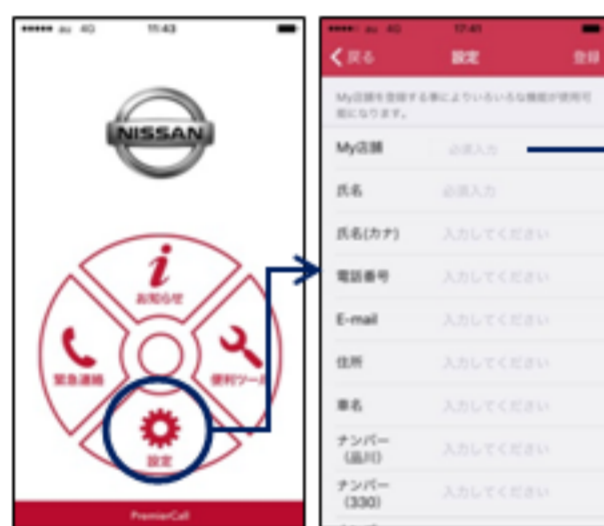 au 4G 11:43
NISSAN
お知らせ
緊急連絡
便利ツール
設定
PremierCall
au 4G 17:41
戻る 設定 登録
My店舗を登録する事によりいろいろな機能が使用可
能になります。
My店舗 必須入力
氏名 必須入力
氏名(カナ) 入力してください
電話番号 入力してください
E-mail 入力してください
住所 入力してください
車名 入力してください
ナンバー
(品川) 入力してください
ナンバー
(330) 入力してください